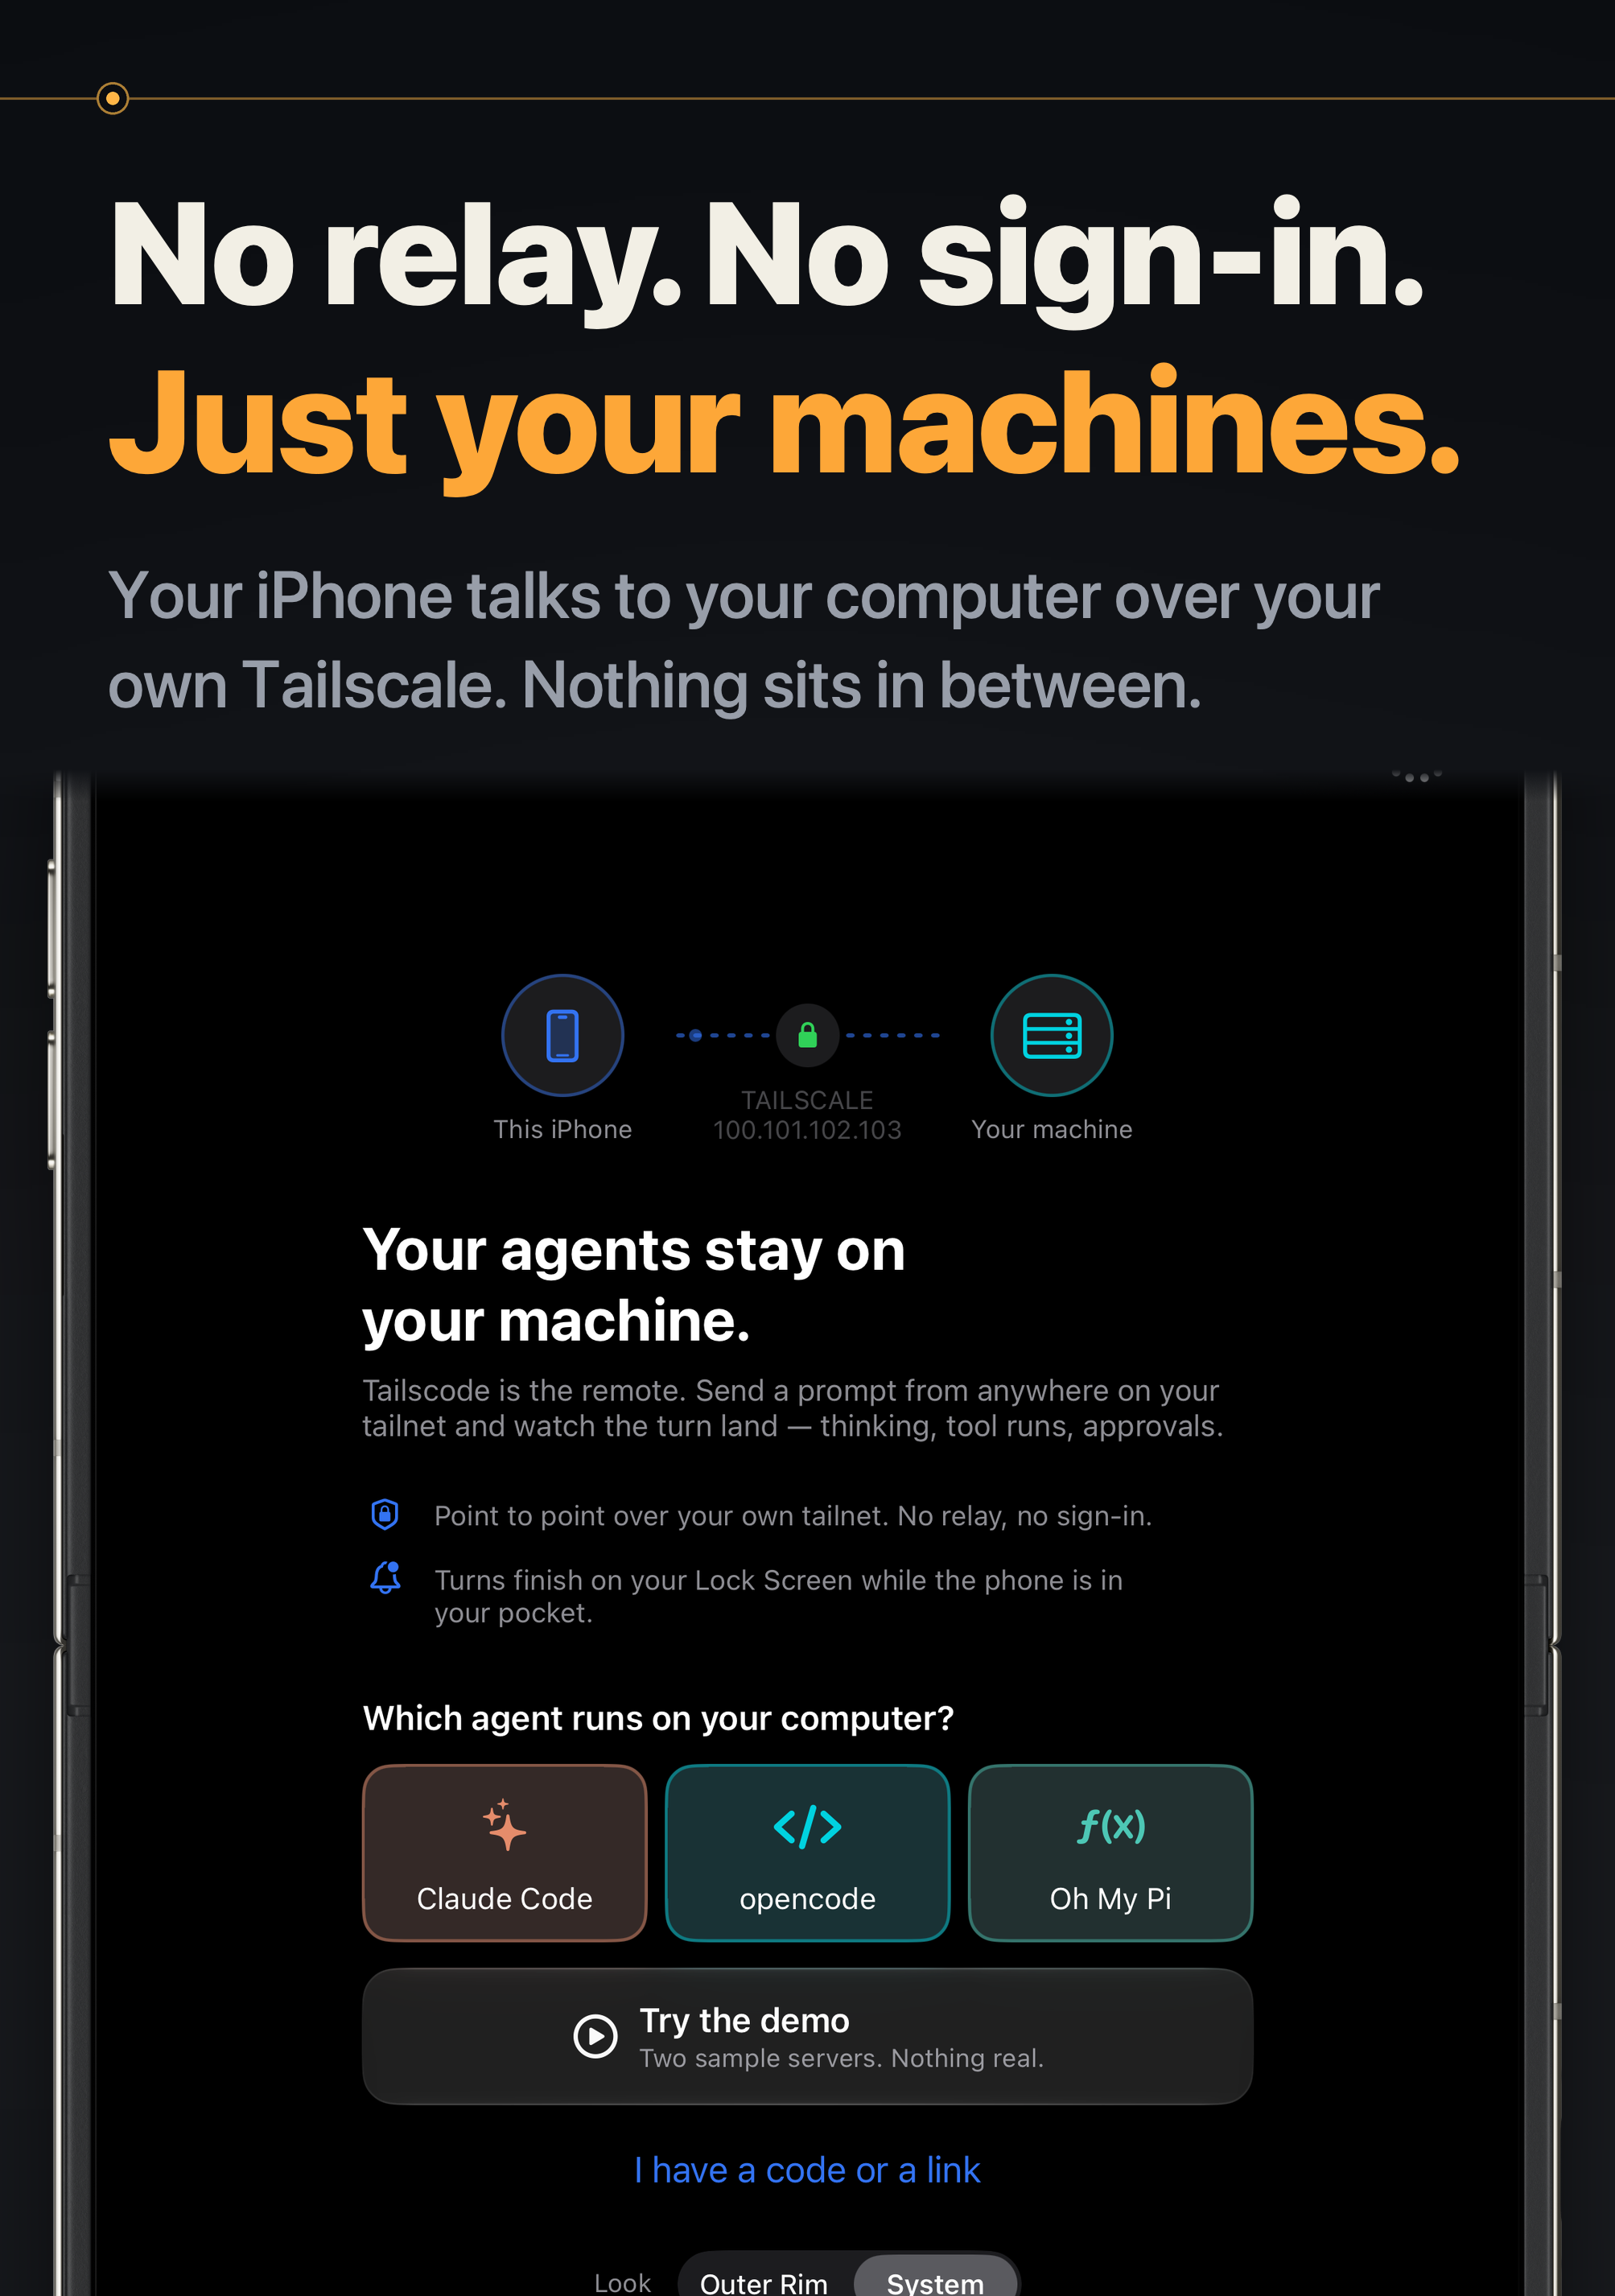 No relay. No sign-in.
Just your machines.
Your iPhone talks to your computer over your
own Tailscale. Nothing sits in between.
This iPhone
TAILSCALE
100.101.102.103
Your machine
Your agents stay on
your machine.
Tailscode is the remote. Send a prompt from anywhere on your
tailnet and watch the turn land — thinking, tool runs, approvals.
Point to point over your own tailnet. No relay, no sign-in.
Turns finish on your Lock Screen while the phone is in
your pocket.
Which agent runs on your computer?
Claude Code
</>
opencode
f(x)
Oh My Pi
Try the demo
Two sample servers. Nothing real.
I have a code or a link
Look
Outer Rim
System